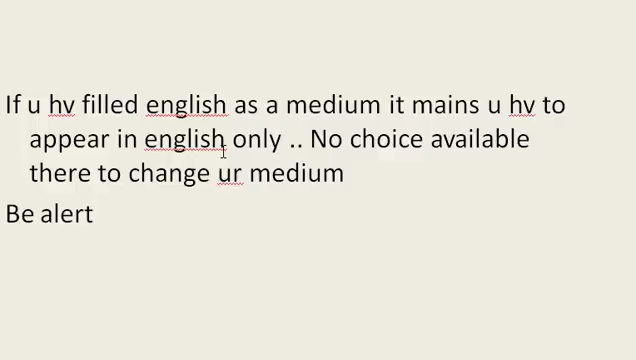 If u hv filled english as a medium it mains u hv to
appear in english only .. No choice available
there to change ur medium
Be alert